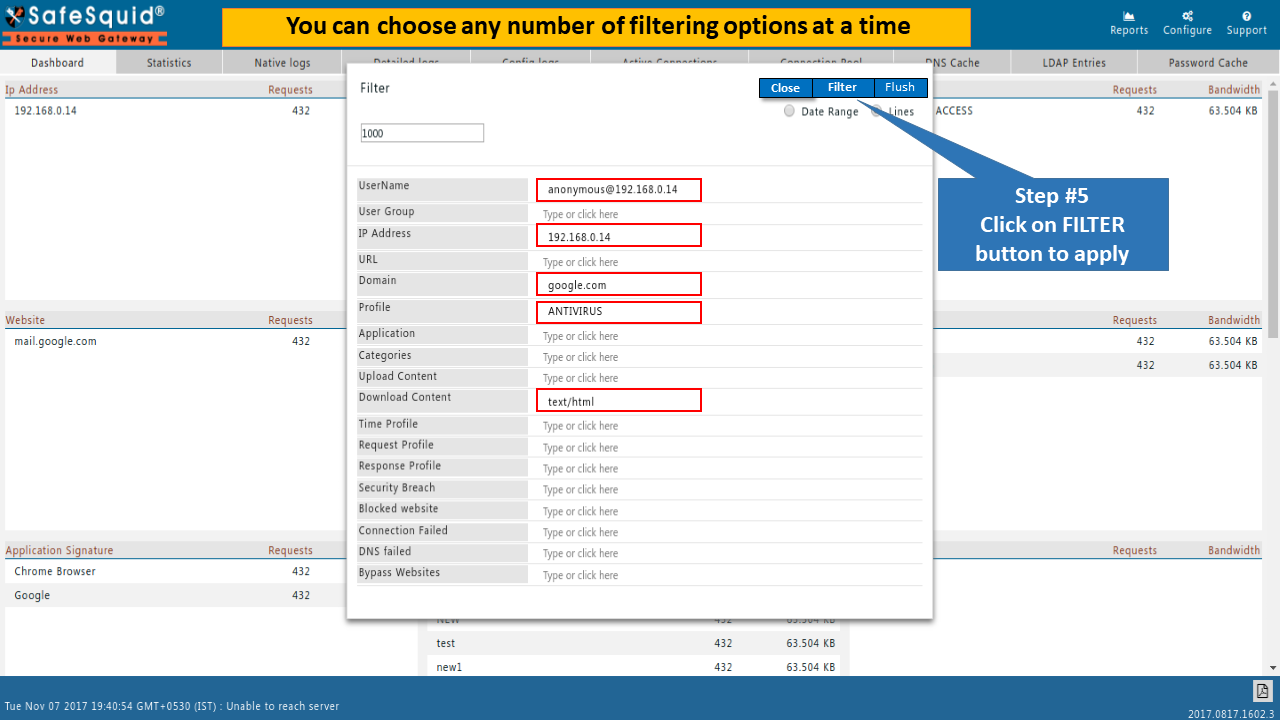 SafeSquid®
Secure Web Gateway
You can choose any number of filtering options at a time
Reports Configure Support
Dashboard Statistics Native logs Detailed logs Config logs Active Connections Connection Pool DNS Cache LDAP Entries Password Cache
Ip Address Requests
192.168.0.14 432
Requests Bandwidth
ACCESS 432 63.504 KB
Filter
Close Filter Flush
Date Range Lines
1000
UserName anonymous@192.168.0.14
User Group Type or click here
IP Address 192.168.0.14
URL Type or click here
Domain google.com
Profile ANTIVIRUS
Application Type or click here
Categories Type or click here
Upload Content Type or click here
Download Content text/html
Time Profile Type or click here
Request Profile Type or click here
Response Profile Type or click here
Security Breach Type or click here
Blocked website Type or click here
Connection Failed Type or click here
DNS failed Type or click here
Bypass Websites Type or click here
Step #5
Click on FILTER
button to apply
Website Requests
mail.google.com 432
Requests Bandwidth
432 63.504 KB
432 63.504 KB
Application Signature Requests
Chrome Browser 432
Google 432
Requests Bandwidth
NEW 432 63.504 KB
test 432 63.504 KB
new1 432 63.504 KB
Tue Nov 07 2017 19:40:54 GMT+0530 (IST) : Unable to reach server
2017.0817.1602.3